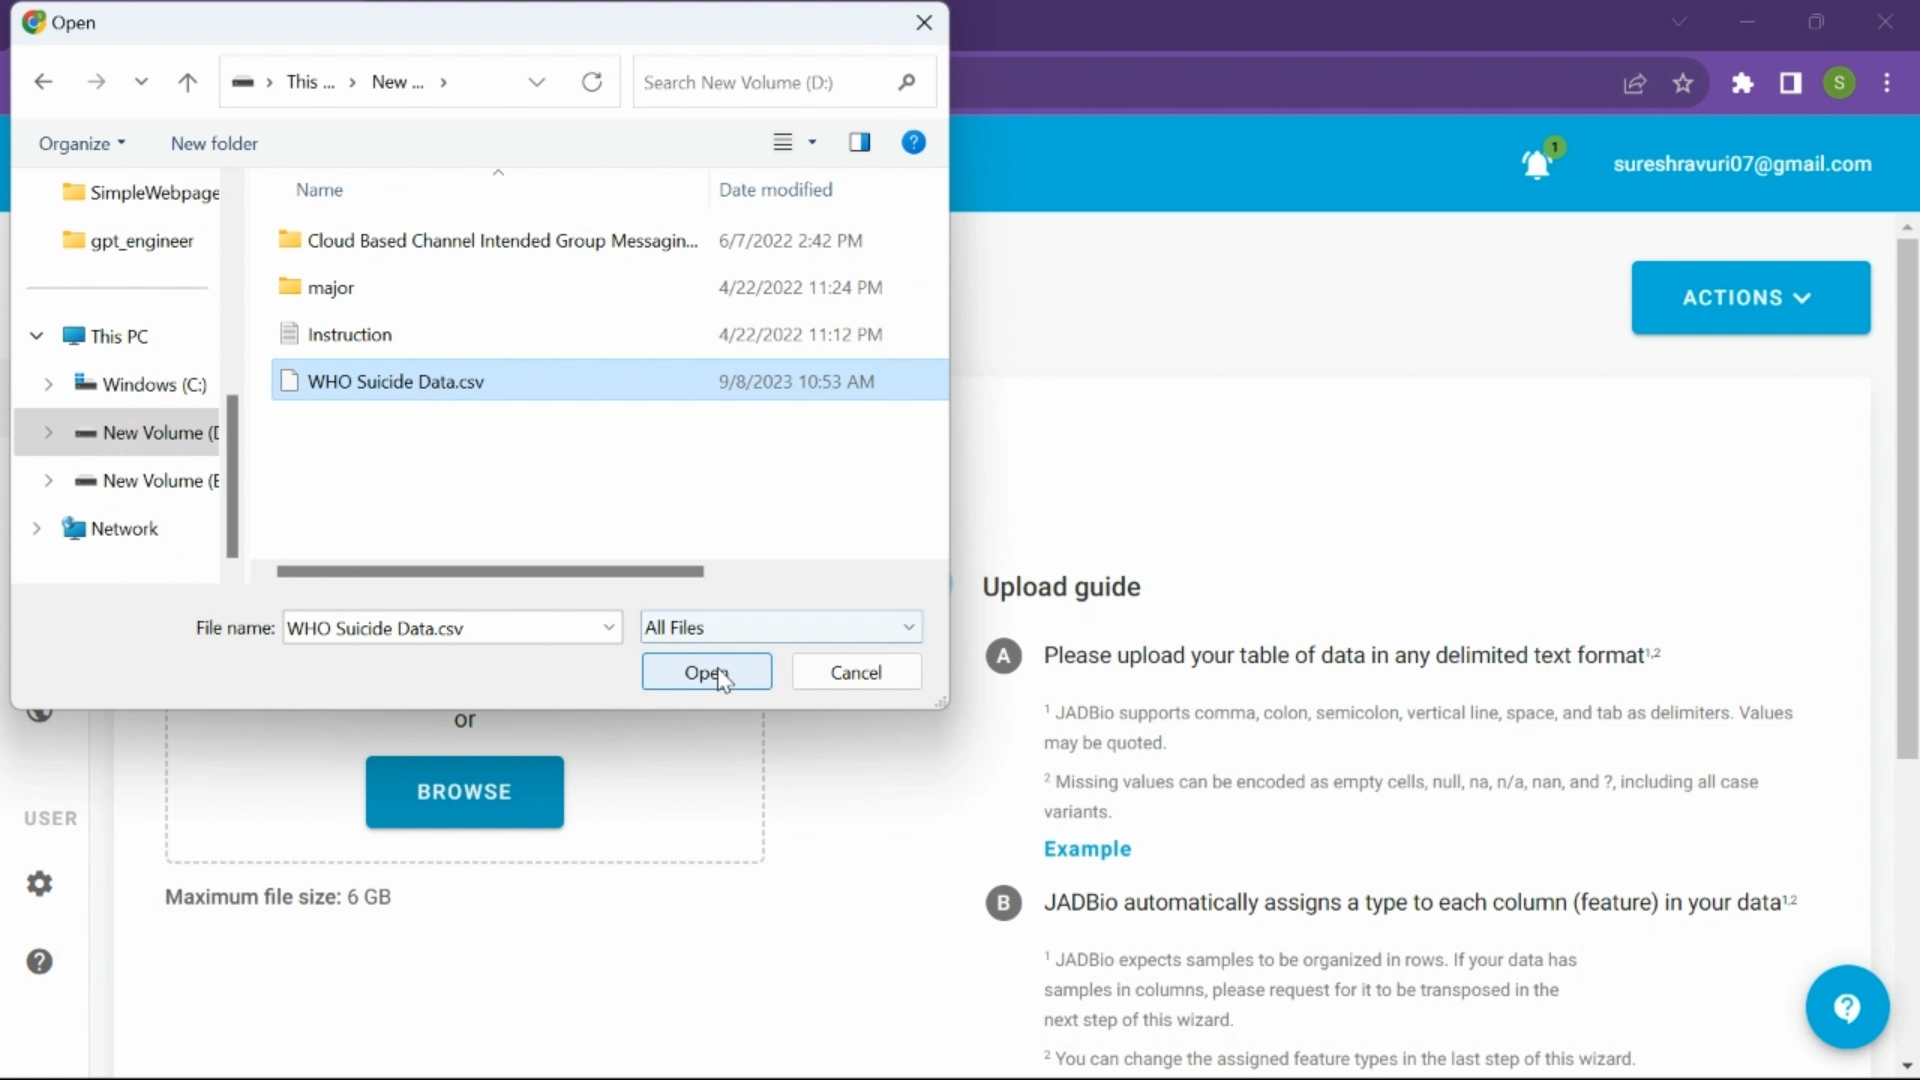 Open
This ... › New ... ›
Search New Volume (D:)
Organize
New folder
Name
Date modified
SimpleWebpage
gpt_engineer
This PC
Windows (C:)
New Volume (D
New Volume (E
Network
Cloud Based Channel Intended Group Messagin... 6/7/2022 2:42 PM
major 4/22/2022 11:24 PM
Instruction 4/22/2022 11:12 PM
WHO Suicide Data.csv 9/8/2023 10:53 AM
File name: WHO Suicide Data.csv
All Files
Open
Cancel
S
1
sureshravuri07@gmail.com
ACTIONS
or
BROWSE
Maximum file size: 6 GB
USER
Upload guide
A Please upload your table of data in any delimited text format¹,²
¹ JADBio supports comma, colon, semicolon, vertical line, space, and tab as delimiters. Values
may be quoted.
² Missing values can be encoded as empty cells, null, na, n/a, nan, and ?, including all case
variants.
Example
B JADBio automatically assigns a type to each column (feature) in your data¹,²
¹ JADBio expects samples to be organized in rows. If your data has
samples in columns, please request for it to be transposed in the
next step of this wizard.
² You can change the assigned feature types in the last step of this wizard.